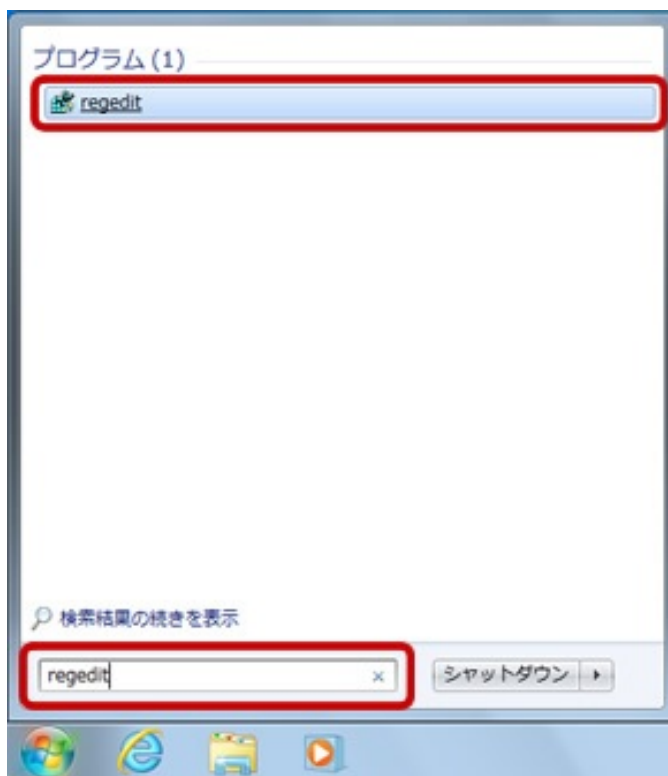 プログラム (1)
regedit
検索結果の続きを表示
regedit
シャットダウン